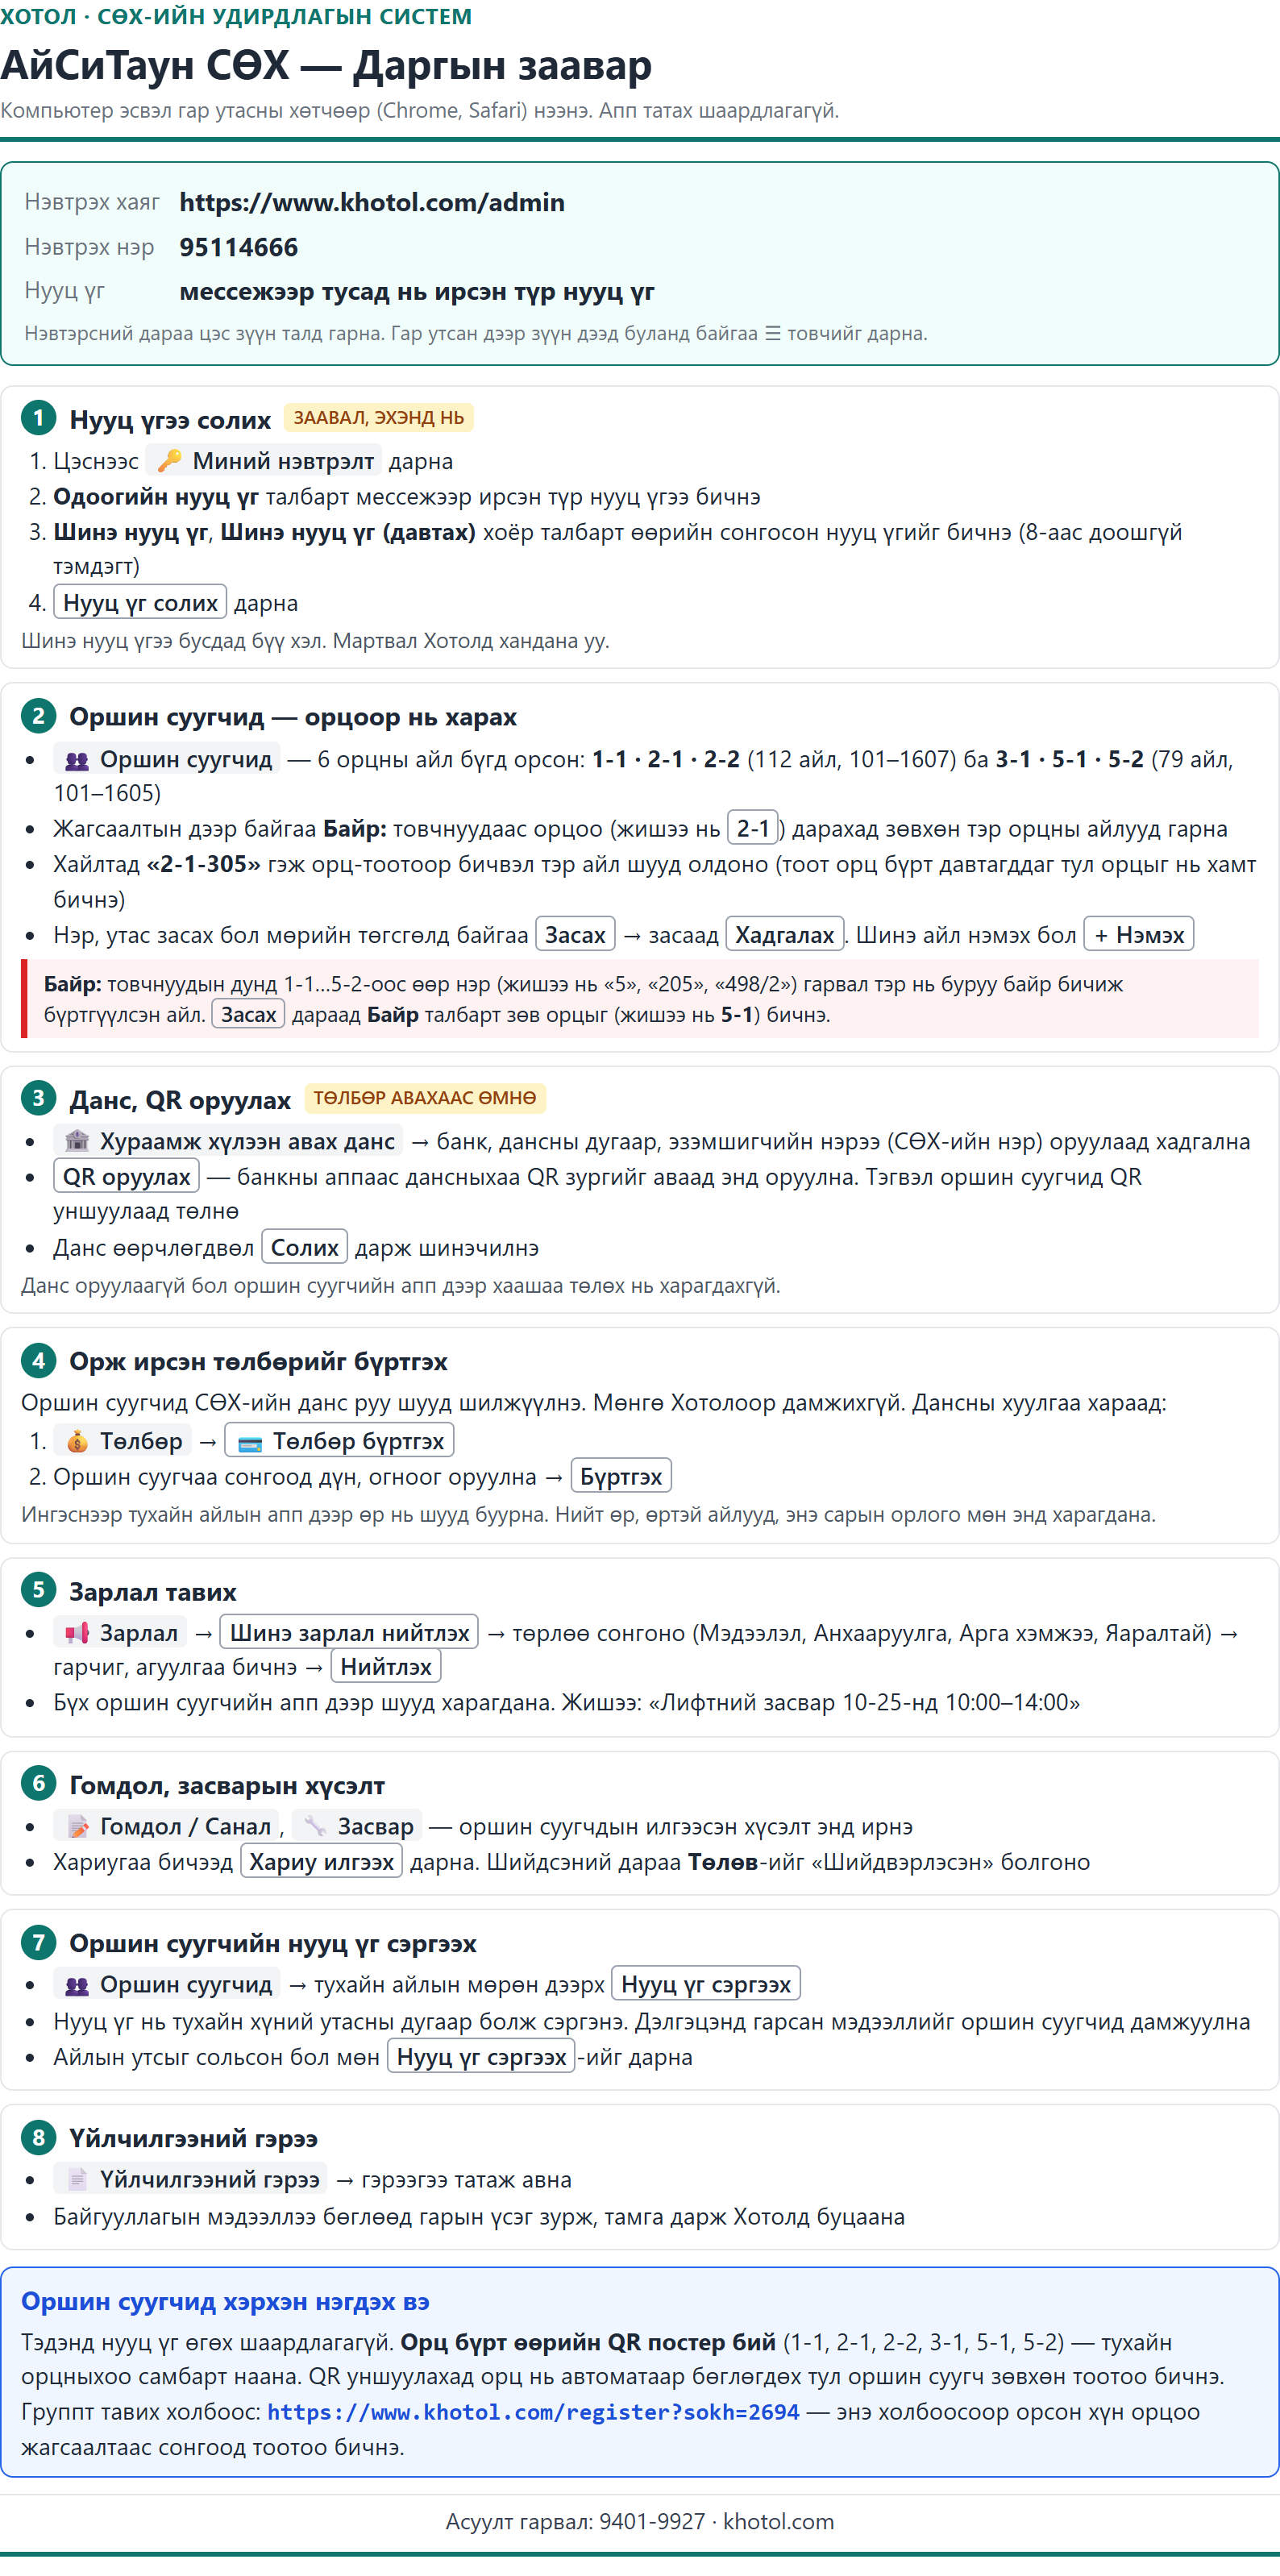 ХОТОЛ · СӨХ-ИЙН УДИРДЛАГЫН СИСТЕМ
АйСиТаун СӨХ — Даргын заавар
Компьютер эсвэл гар утасны хөтчөөр (Chrome, Safari) нээнэ. Апп татах шаардлагагүй.
Нэвтрэх хаяг https://www.khotol.com/admin
Нэвтрэх нэр 95114666
Нууц үг мессежээр тусад нь ирсэн түр нууц үг
Нэвтэрсний дараа цэс зүүн талд гарна. Гар утсан дээр зүүн дээд буланд байгаа ☰ товчийг дарна.
1 Нууц үгээ солих ЗААВАЛ, ЭХЭНД НЬ
1. Цэснээс 🔑 Миний нэвтрэлт дарна
2. Одоогийн нууц үг талбарт мессежээр ирсэн түр нууц үгээ бичнэ
3. Шинэ нууц үг, Шинэ нууц үг (давтах) хоёр талбарт өөрийн сонгосон нууц үгийг бичнэ (8-аас доошгүй
тэмдэгт)
4. Нууц үг солих дарна
Шинэ нууц үгээ бусдад бүү хэл. Мартвал Хотолд хандана уу.
2 Оршин суугчид — орцоор нь харах
• 👥 Оршин суугчид — 6 орцны айл бүгд орсон: 1-1 · 2-1 · 2-2 (112 айл, 101–1607) ба 3-1 · 5-1 · 5-2 (79 айл,
101–1605)
• Жагсаалтын дээр байгаа Байр: товчнуудаас орцоо (жишээ нь 2-1) дарахад зөвхөн тэр орцны айлууд гарна
• Хайлтад «2-1-305» гэж орц-тоотоор бичвэл тэр айл шууд олдоно (тоот орц бүрт давтагддаг тул орцыг нь хамт
бичнэ)
• Нэр, утас засах бол мөрийн төгсгөлд байгаа Засах → засаад Хадгалах. Шинэ айл нэмэх бол + Нэмэх
Байр: товчнуудын дунд 1-1…5-2-оос өөр нэр (жишээ нь «5», «205», «498/2») гарвал тэр нь буруу байр бичиж
бүртгүүлсэн айл. Засах дараад Байр талбарт зөв орцыг (жишээ нь 5-1) бичнэ.
3 Данс, QR оруулах ТӨЛБӨР АВАХААС ӨМНӨ
• 🏦 Хураамж хүлээн авах данс → банк, дансны дугаар, эзэмшигчийн нэрээ (СӨХ-ийн нэр) оруулаад хадгална
• QR оруулах — банкны аппаас дансныхаа QR зургийг аваад энд оруулна. Тэгвэл оршин суугчид QR
уншуулаад төлнө
• Данс өөрчлөгдвөл Солих дарж шинэчилнэ
Данс оруулаагүй бол оршин суугчийн апп дээр хаашаа төлөх нь харагдахгүй.
4 Орж ирсэн төлбөрийг бүртгэх
Оршин суугчид СӨХ-ийн данс руу шууд шилжүүлнэ. Мөнгө Хотолоор дамжихгүй. Дансны хуулгаа хараад:
1. 💰 Төлбөр → 💳 Төлбөр бүртгэх
2. Оршин суугчаа сонгоод дүн, огноог оруулна → Бүртгэх
Ингэснээр тухайн айлын апп дээр өр нь шууд буурна. Нийт өр, өртэй айлууд, энэ сарын орлого мөн энд харагдана.
5 Зарлал тавих
• 📢 Зарлал → Шинэ зарлал нийтлэх → төрлөө сонгоно (Мэдээлэл, Анхааруулга, Арга хэмжээ, Яаралтай) →
гарчиг, агуулгаа бичнэ → Нийтлэх
• Бүх оршин суугчийн апп дээр шууд харагдана. Жишээ: «Лифтний засвар 10-25-нд 10:00–14:00»
6 Гомдол, засварын хүсэлт
• 📝 Гомдол / Санал, 🔧 Засвар — оршин суугчдын илгээсэн хүсэлт энд ирнэ
• Хариугаа бичээд Хариу илгээх дарна. Шийдсэний дараа Төлөв-ийг «Шийдвэрлэсэн» болгоно
7 Оршин суугчийн нууц үг сэргээх
• 👥 Оршин суугчид → тухайн айлын мөрөн дээрх Нууц үг сэргээх
• Нууц үг нь тухайн хүний утасны дугаар болж сэргэнэ. Дэлгэцэнд гарсан мэдээллийг оршин суугчид дамжуулна
• Айлын утсыг сольсон бол мөн Нууц үг сэргээх-ийг дарна
8 Үйлчилгээний гэрээ
• 📄 Үйлчилгээний гэрээ → гэрээгээ татаж авна
• Байгууллагын мэдээллээ бөглөөд гарын үсэг зурж, тамга дарж Хотолд буцаана
Оршин суугчид хэрхэн нэгдэх вэ
Тэдэнд нууц үг өгөх шаардлагагүй. Орц бүрт өөрийн QR постер бий (1-1, 2-1, 2-2, 3-1, 5-1, 5-2) — тухайн
орцныхоо самбарт наана. QR уншуулахад орц нь автоматаар бөглөгдөх тул оршин суугч зөвхөн тоотоо бичнэ.
Группт тавих холбоос: https://www.khotol.com/register?sokh=2694 — энэ холбоосоор орсон хүн орцоо
жагсаалтаас сонгоод тоотоо бичнэ.
Асуулт гарвал: 9401-9927 · khotol.com